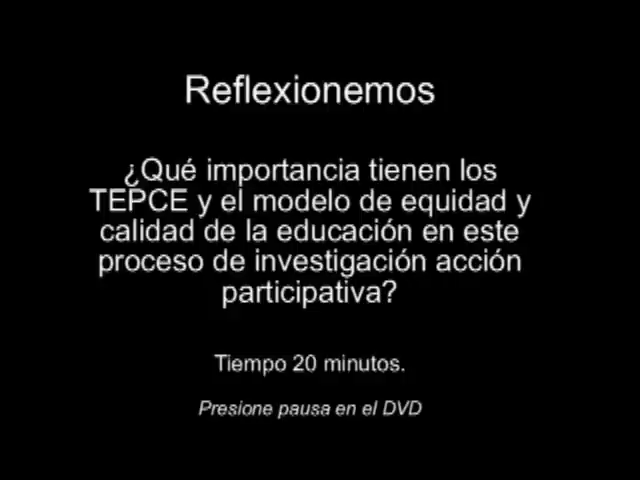 Reflexionemos
¿Qué importancia tienen los
TEPCE y el modelo de equidad y
calidad de la educación en este
proceso de investigación acción
participativa?
Tiempo 20 minutos.
Presione pausa en el DVD